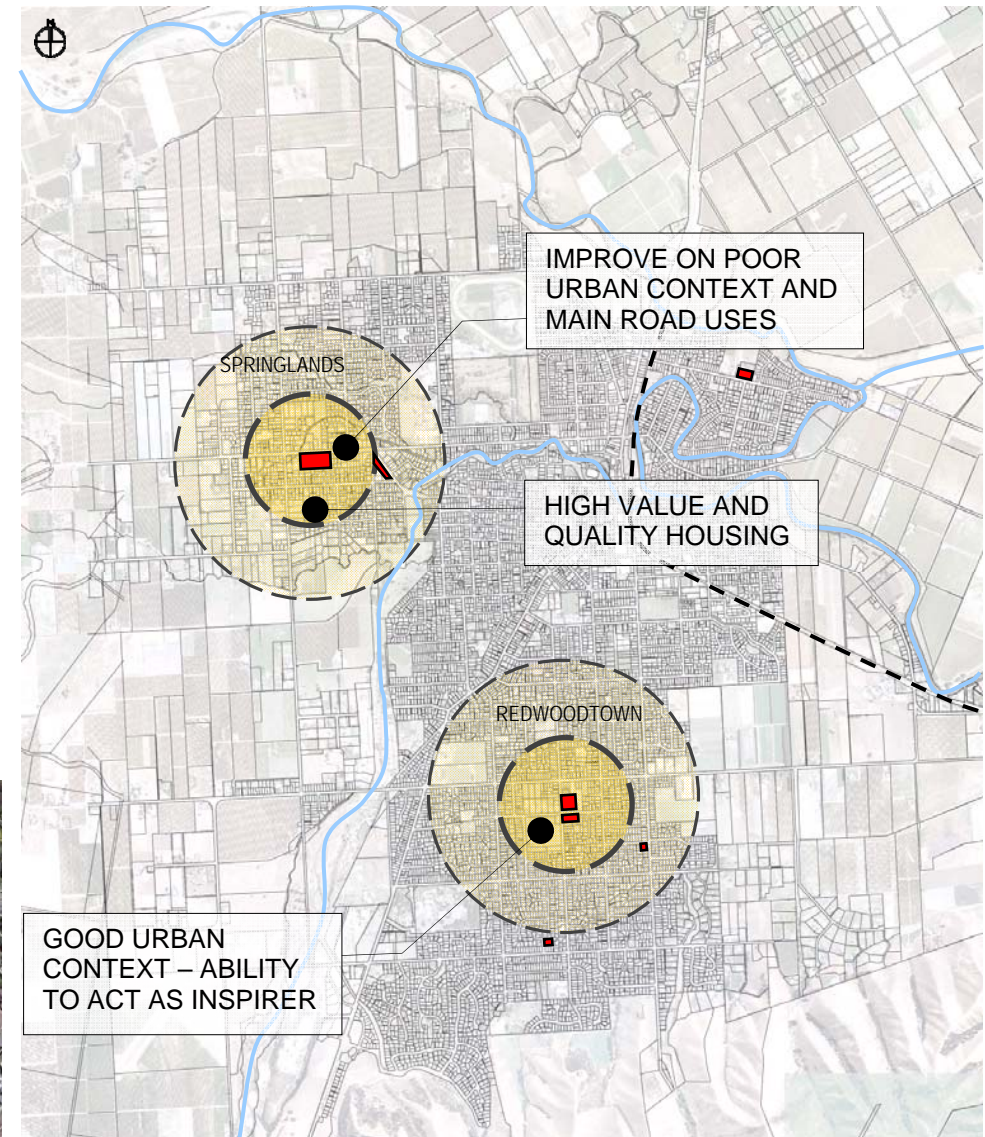 N
IMPROVE ON POOR
URBAN CONTEXT AND
MAIN ROAD USES
SPRINGLANDS
HIGH VALUE AND
QUALITY HOUSING
REDWOODTOWN
GOOD URBAN
CONTEXT – ABILITY
TO ACT AS INSPIRER